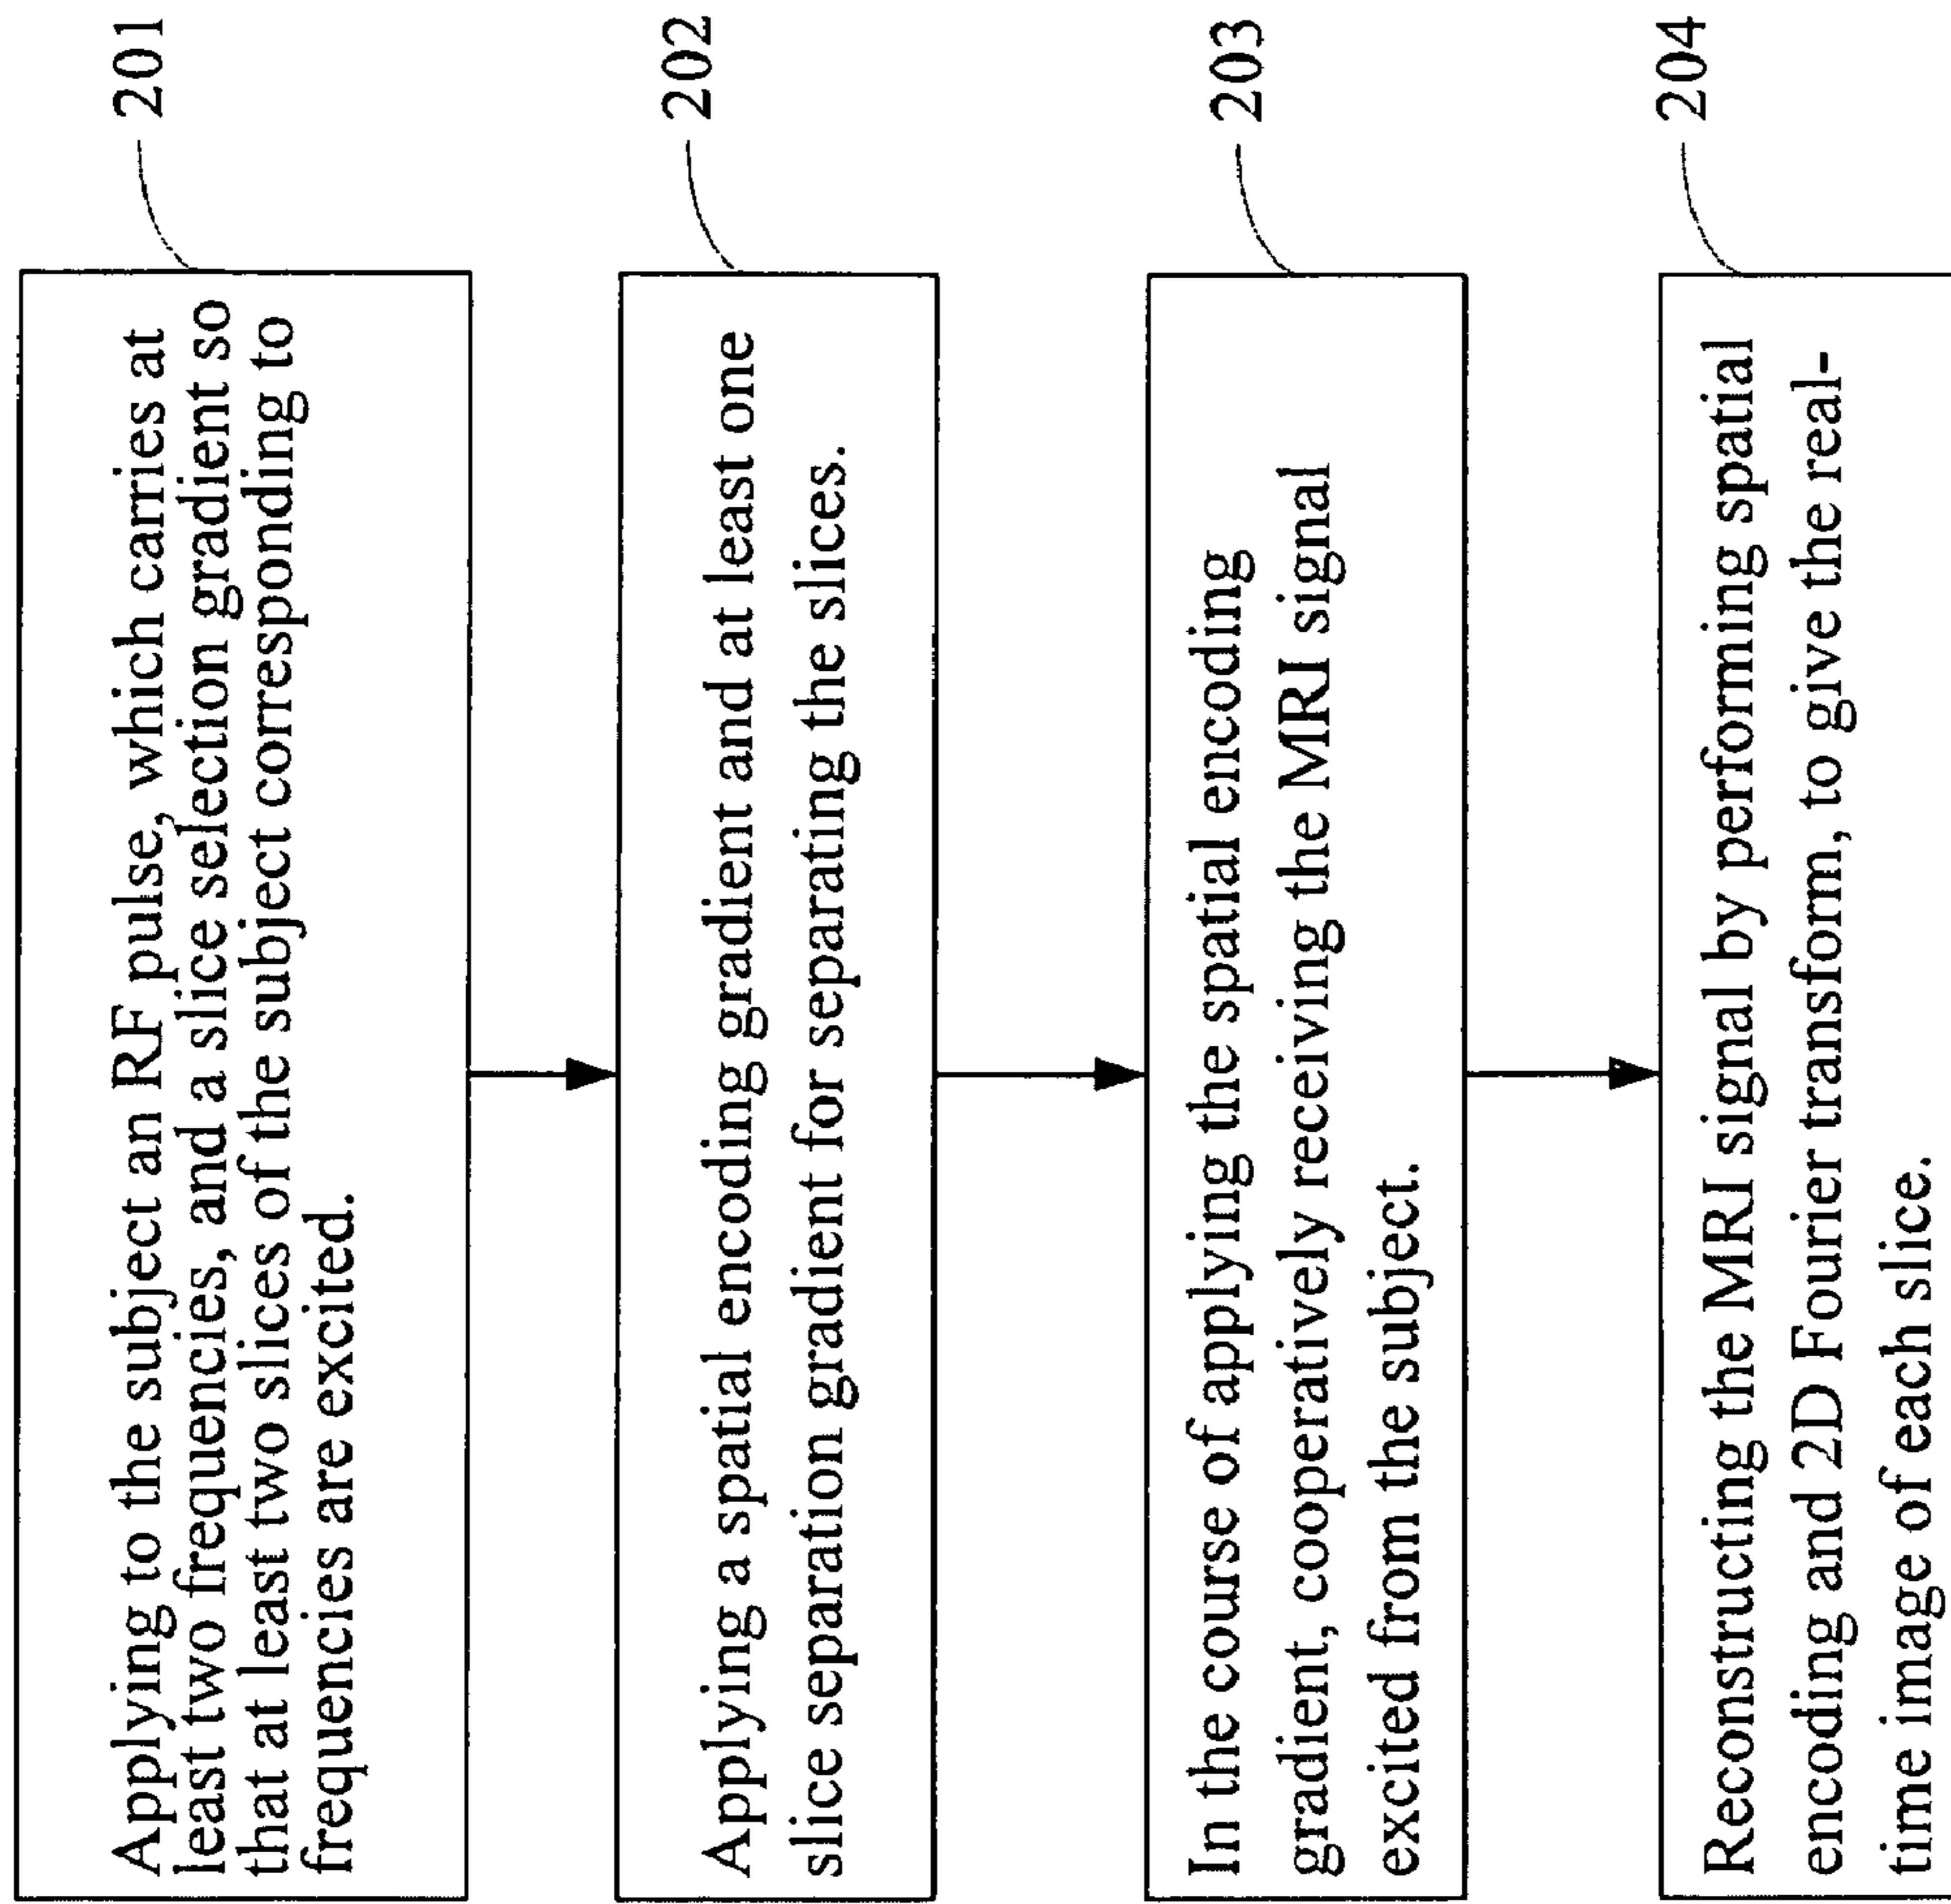 Applying to the subject an RF pulse, which carries at
least two frequencies, and a slice selection gradient so
that at least two slices of the subject corresponding to
frequencies are excited.
201
Applying a spatial encoding gradient and at least one
slice separation gradient for separating the slices.
202
In the course of applying the spatial encoding
gradient, cooperatively receiving the MRI signal
excited from the subject.
203
Reconstructing the MRI signal by performing spatial
encoding and 2D Fourier transform, to give the real-
time image of each slice.
204